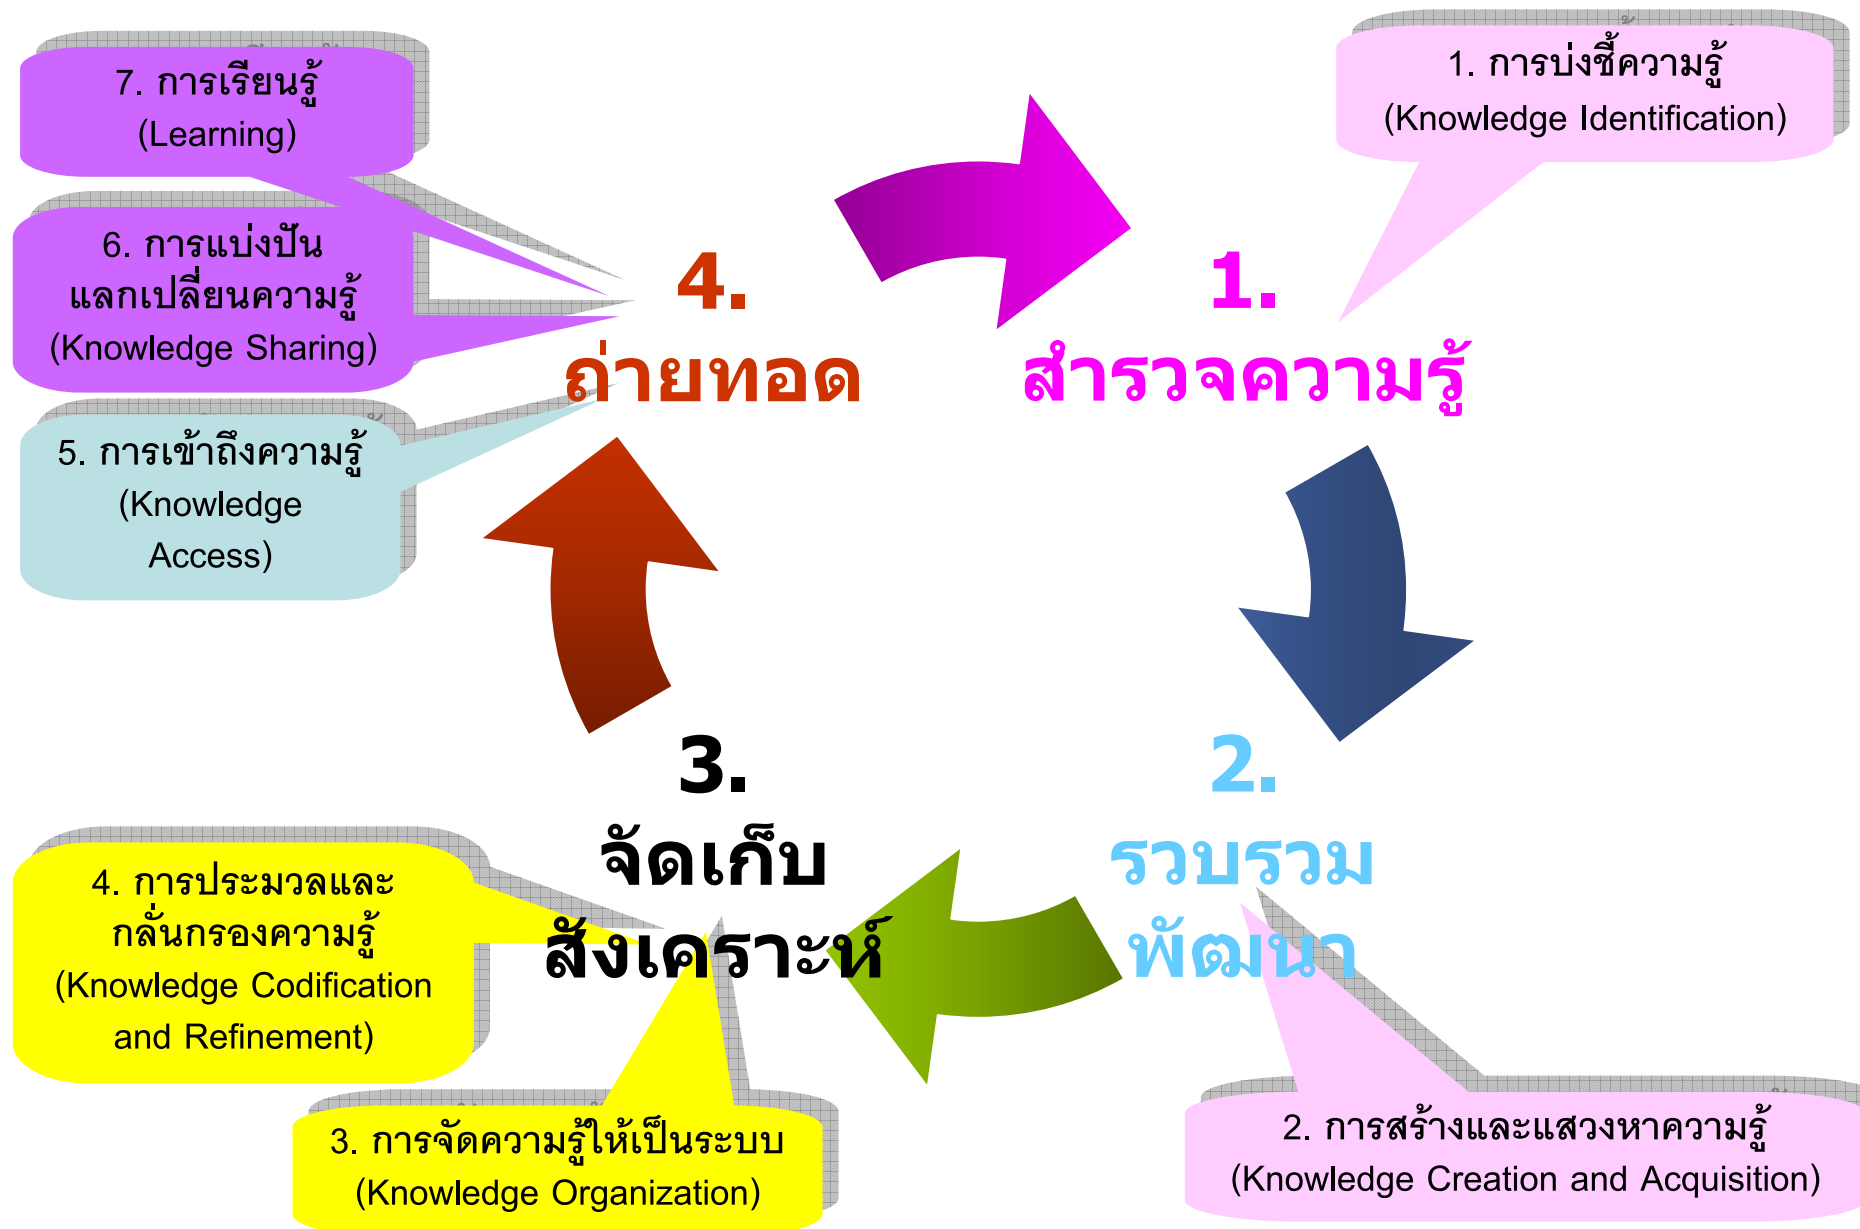 7. การเรียนรู้
(Learning)
6. การแบ่งปัน
แลกเปลี่ยนความรู้
(Knowledge Sharing)
5. การเข้าถึงความรู้
(Knowledge
Access)
4.
ถ่ายทอด
1.
สำรวจความรู้
1. การบ่งชี้ความรู้
(Knowledge Identification)
3.
จัดเก็บ
สังเคราะห์
2.
รวบรวม
พัฒนา
4. การประมวลและ
กลั่นกรองความรู้
(Knowledge Codification
and Refinement)
3. การจัดความรู้ให้เป็นระบบ
(Knowledge Organization)
2. การสร้างและแสวงหาความรู้
(Knowledge Creation and Acquisition)